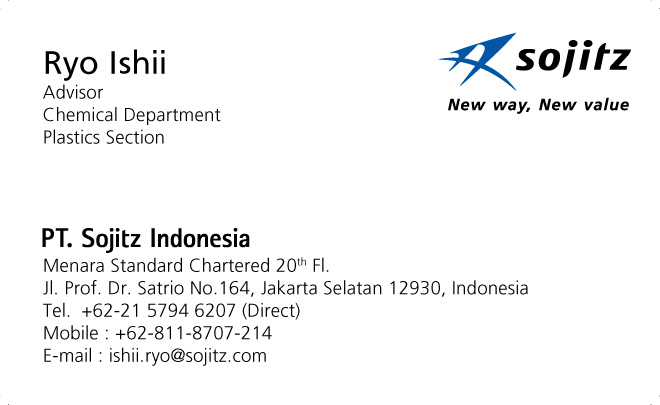 Ryo Ishii
Advisor
Chemical Department
Plastics Section
sojitz
New way, New value
PT. Sojitz Indonesia
Menara Standard Chartered 20th Fl.
Jl. Prof. Dr. Satrio No.164, Jakarta Selatan 12930, Indonesia
Tel.  +62-21 5794 6207 (Direct)
Mobile : +62-811-8707-214
E-mail : ishii.ryo@sojitz.com